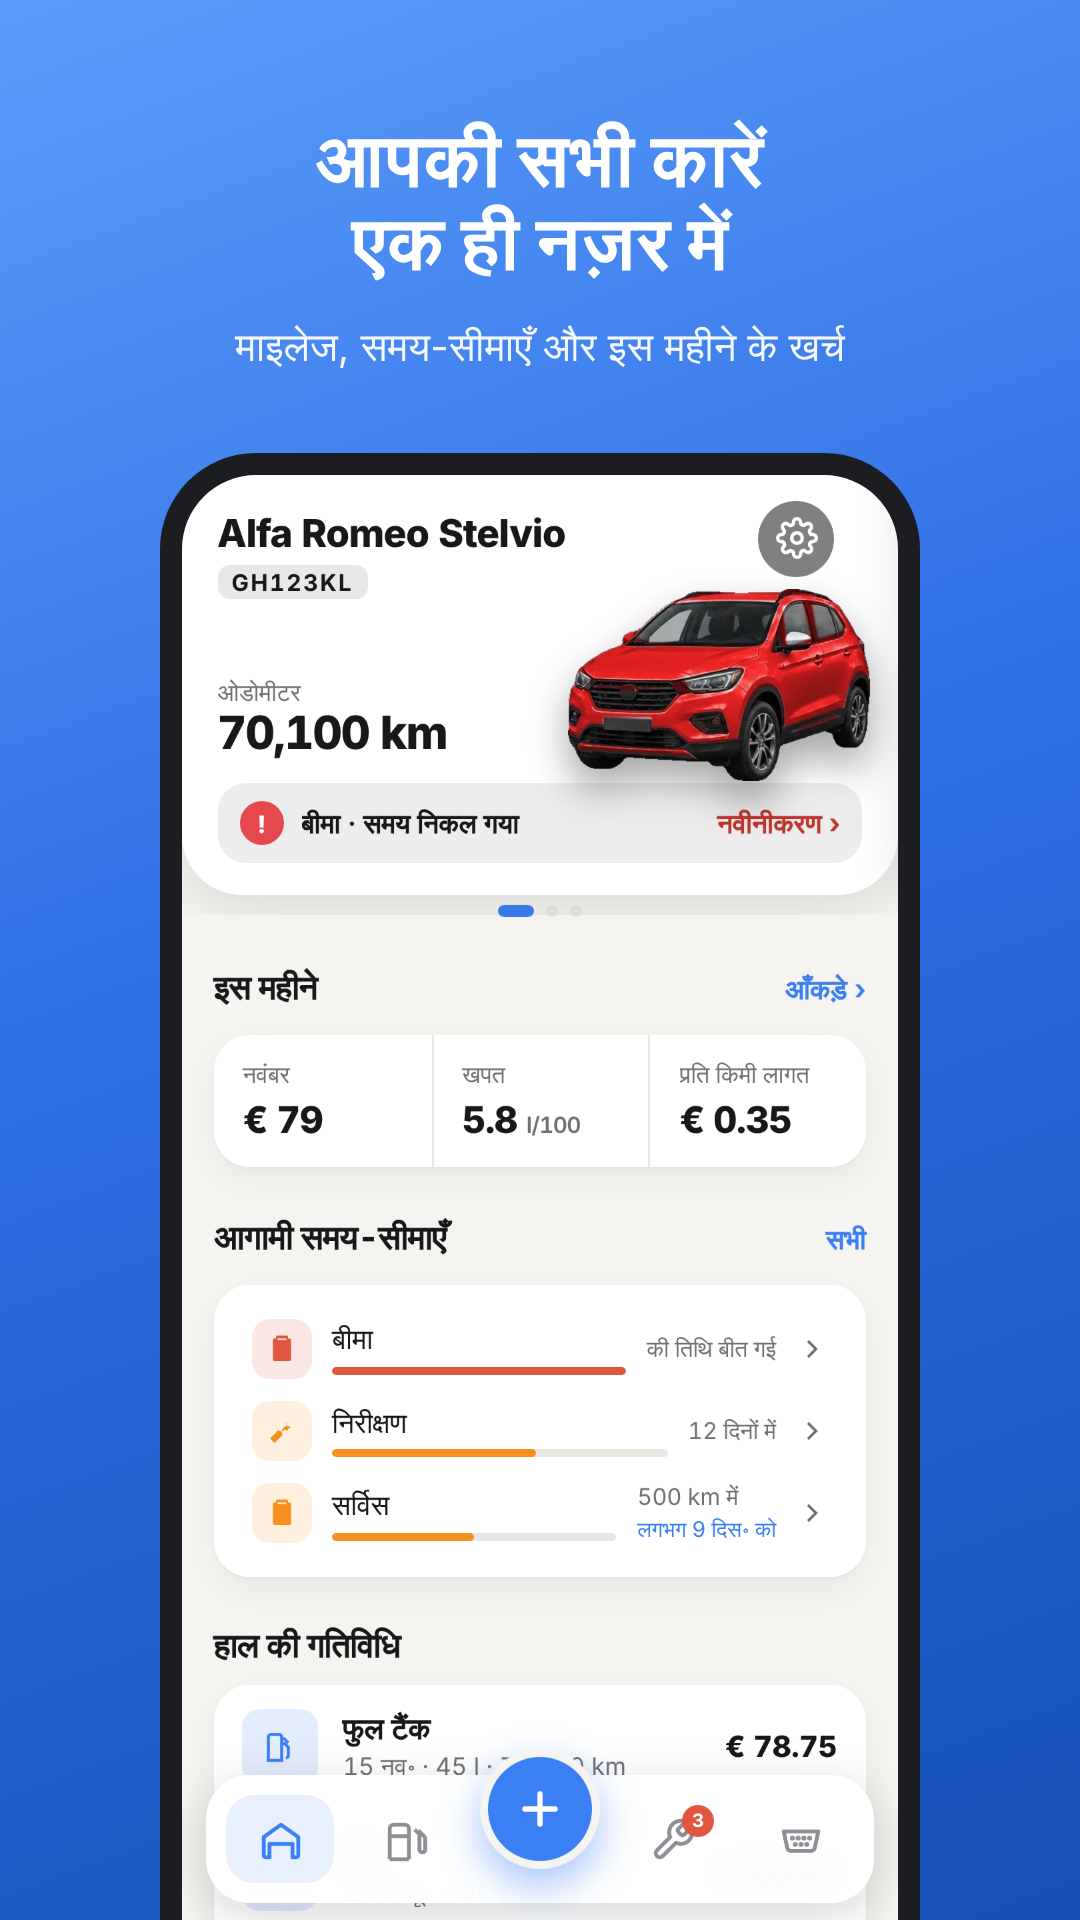 आपकी सभी कारें
एक ही नज़र में
माइलेज, समय-सीमाएँ और इस महीने के खर्च
Alfa Romeo Stelvio
GH123KL
ओडोमीटर
70,100 km
बीमा · समय निकल गया
नवीनीकरण ›
इस महीने
आँकड़े ›
नवंबर
खपत
प्रति किमी लागत
€ 79
5.8 l/100
€ 0.35
आगामी समय-सीमाएँ
सभी
बीमा
की तिथि बीत गई
निरीक्षण
12 दिनों में
सर्विस
500 km में
लगभग 9 दिस॰ को
हाल की गतिविधि
फुल टैंक
€ 78.75
15 नव॰ · 45 l · km
3